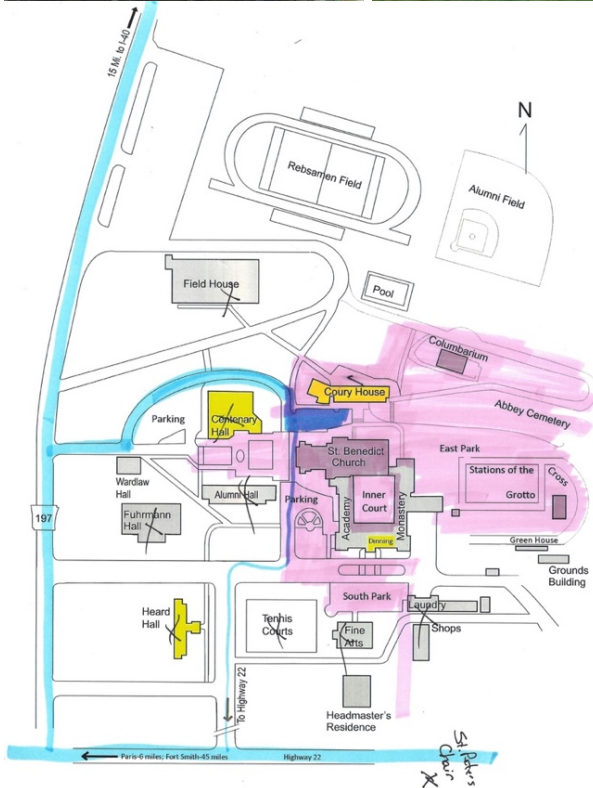 15 Mi. to I-40
N
Rebsamen Field
Alumni Field
Field House
Pool
Columbarium
Coury House
Abbey Cemetery
Parking
Centenary
Hall
St. Benedict
Church
East Park
Stations of the
Cross
Grotto
Wardlaw
Hall
Alumni Hall
Parking
Inner
Court
Academy
Monastery
197
Fuhrmann
Hall
Dinning
Green House
Grounds
Building
South Park
Heard
Hall
Tennis
Courts
Laundry
Fine
Arts
Shops
To Highway 22
Headmaster's
Residence
St. Peters
Chair
Paris-6 miles; Fort Smith-45 miles
Highway 22